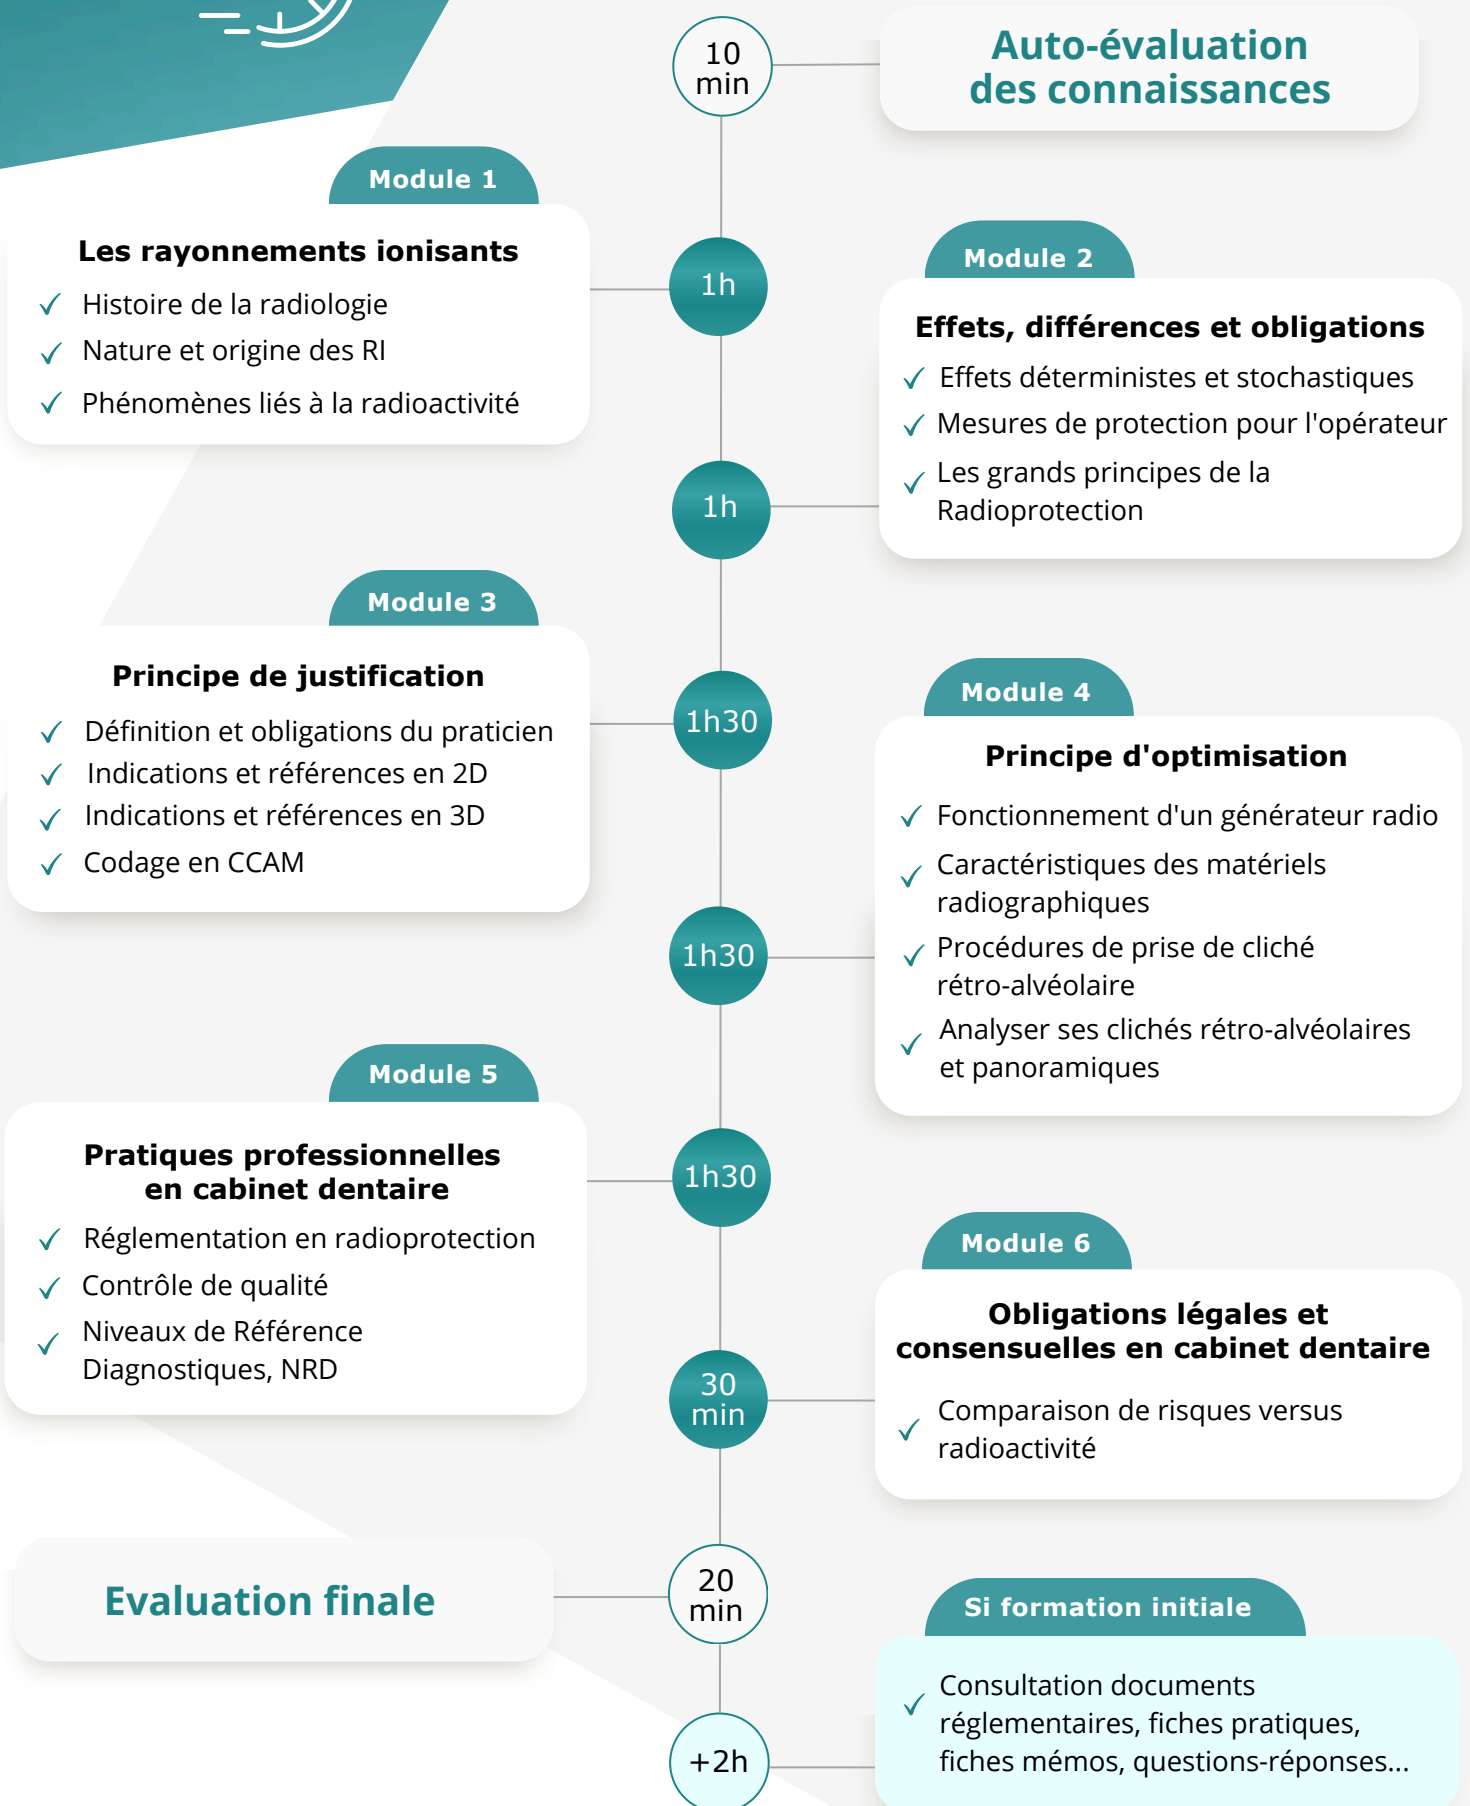 10
min
Auto-évaluation
des connaissances
Module 1
Les rayonnements ionisants
Histoire de la radiologie
Nature et origine des RI
Phénomènes liés à la radioactivité
1h
Module 2
Effets, différences et obligations
Effets déterministes et stochastiques
Mesures de protection pour l'opérateur
Les grands principes de la
Radioprotection
1h
Module 3
Principe de justification
Définition et obligations du praticien
Indications et références en 2D
Indications et références en 3D
Codage en CCAM
1h30
Module 4
Principe d'optimisation
Fonctionnement d'un générateur radio
Caractéristiques des matériels
radiographiques
Procédures de prise de cliché
rétro-alvéolaire
Analyser ses clichés rétro-alvéolaires
et panoramiques
1h30
Module 5
Pratiques professionnelles
en cabinet dentaire
Réglementation en radioprotection
Contrôle de qualité
Niveaux de Référence
Diagnostiques, NRD
1h30
Module 6
Obligations légales et
consensuelles en cabinet dentaire
Comparaison de risques versus
radioactivité
30
min
Evaluation finale
20
min
Si formation initiale
Consultation documents
réglementaires, fiches pratiques,
fiches mémos, questions-réponses...
+2h